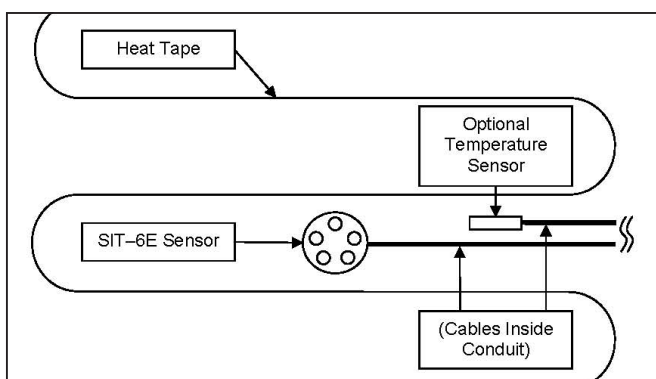 Heat Tape
Optional
Temperature
Sensor
SIT–6E Sensor
(Cables Inside
Conduit)